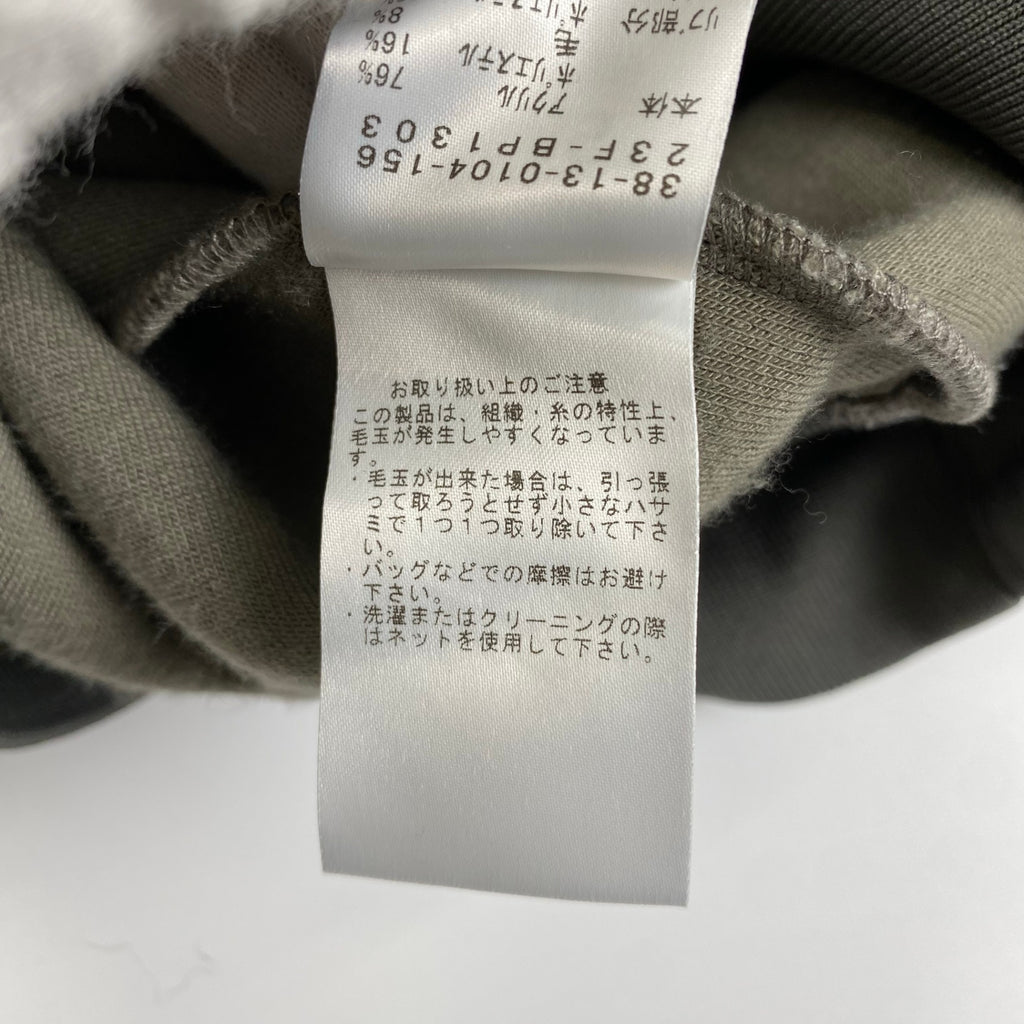 38-13-0104-156
23F-BP1303
本体 アクリル 76%
ポリエステル 16%
毛 8%
リブ部分 ポリエステル
お取り扱い上のご注意
この製品は、組織・糸の特性上、
毛玉が発生しやすくなっていま
す。
・毛玉が出来た場合は、引っ張
って取ろうとせず小さなハサ
ミで1つ1つ取り除いて下さ
い。
・バッグなどでの摩擦はお避け
下さい。
・洗濯またはクリーニングの際
はネットを使用して下さい。